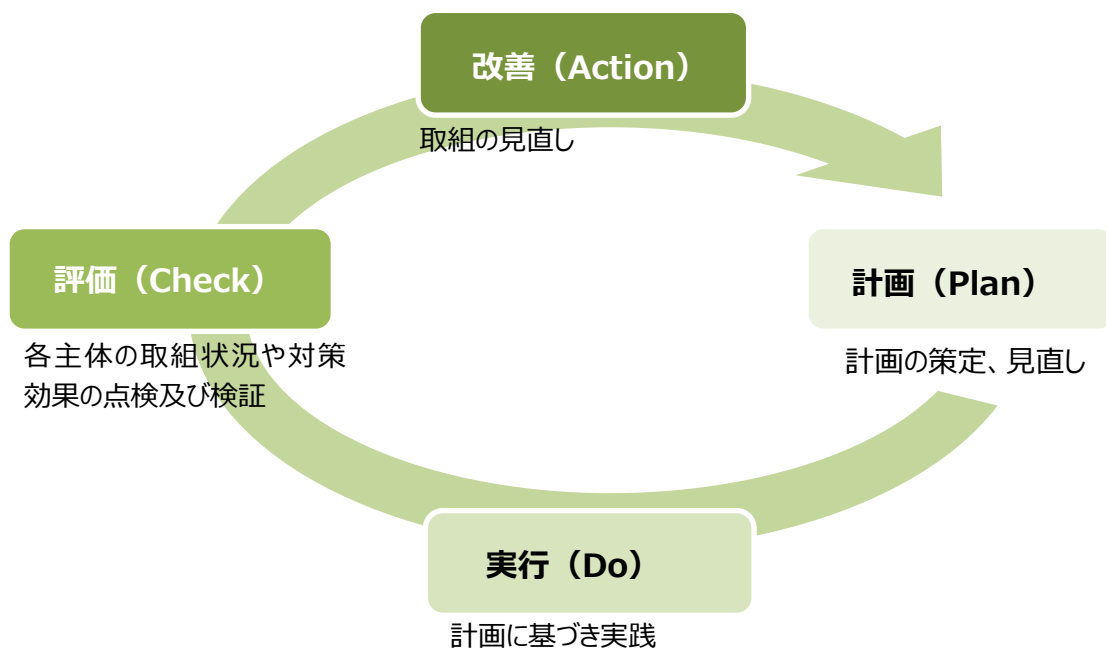 改善（Action）
取組の見直し
評価（Check）
各主体の取組状況や対策
効果の点検及び検証
計画（Plan）
計画の策定、見直し
実行（Do）
計画に基づき実践